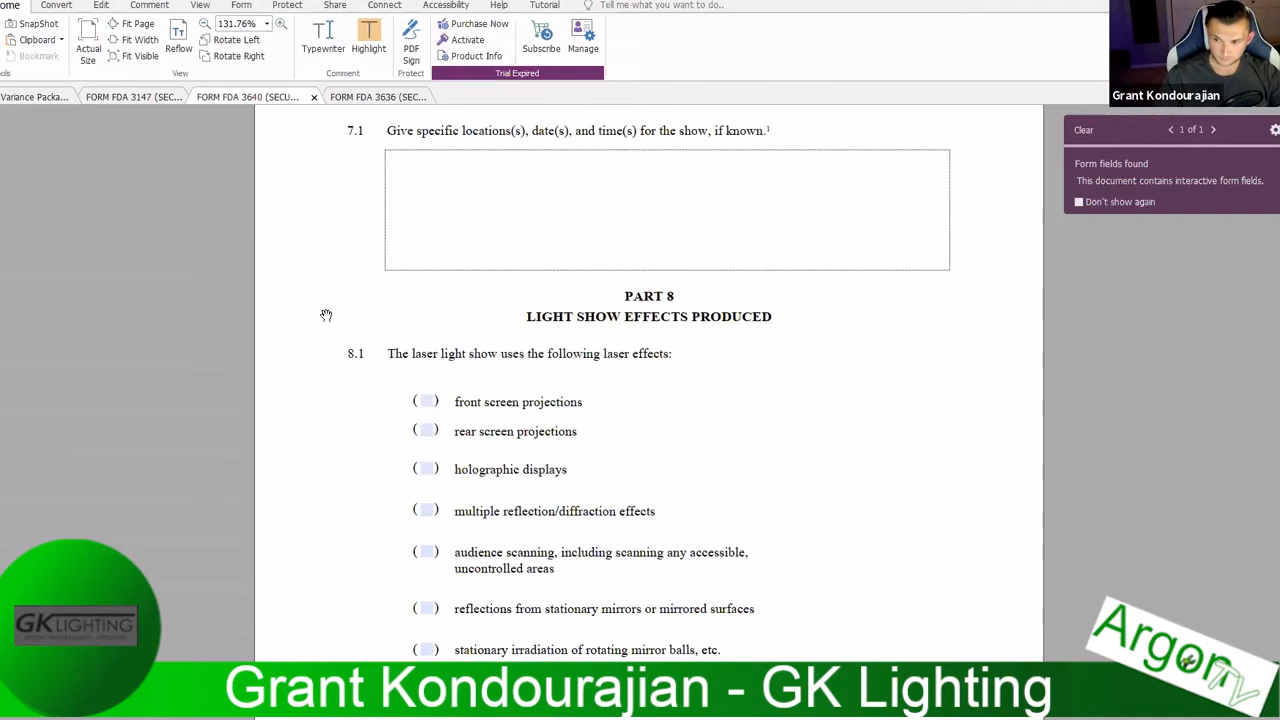 ome Convert Edit Comment View Form Protect Share Connect Accessibility Help Tutorial Tell me what you want to do...
SnapShot Fit Page 131.76% Purchase Now
Clipboard Fit Width Rotate Left Activate
Bookmark Fit Visible Rotate Right Product Info
Actual Size Reflow Typewriter Highlight PDF Sign Subscribe Manage
ols View Comment Protect Trial Expired
Grant Kondourajian
Variance Packa... FORM FDA 3147 (SEC... FORM FDA 3640 (SECU... FORM FDA 3636 (SEC...
Clear 1 of 1
Form fields found
This document contains interactive form fields.
Don't show again
7.1 Give specific locations(s), date(s), and time(s) for the show, if known.1
PART 8
LIGHT SHOW EFFECTS PRODUCED
8.1 The laser light show uses the following laser effects:
( ) front screen projections
( ) rear screen projections
( ) holographic displays
( ) multiple reflection/diffraction effects
( ) audience scanning, including scanning any accessible,
uncontrolled areas
( ) reflections from stationary mirrors or mirrored surfaces
( ) stationary irradiation of rotating mirror balls, etc.
GKLIGHTING
Argon TV
Grant Kondourajian - GK Lighting